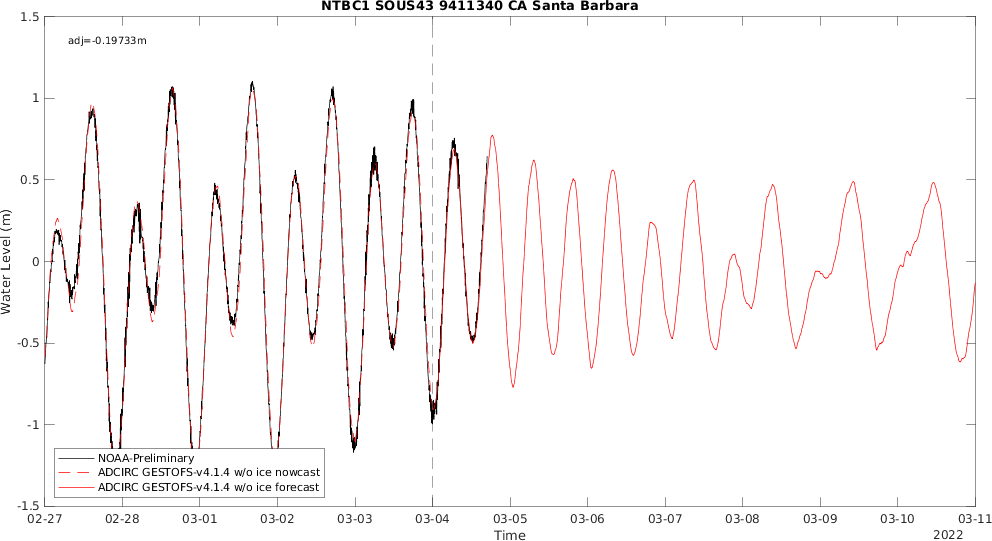 NTBC1 SOUS43 9411340 CA Santa Barbara
1.5
adj=-0.19733m
1
0.5
0
-0.5
-1
-1.5
Water Level (m)
NOAA-Preliminary
ADCIRC GESTOFS-v4.1.4 w/o ice nowcast
ADCIRC GESTOFS-v4.1.4 w/o ice forecast
02-27 02-28 03-01 03-02 03-03 03-04 03-05 03-06 03-07 03-08 03-09 03-10 03-11
Time
2022